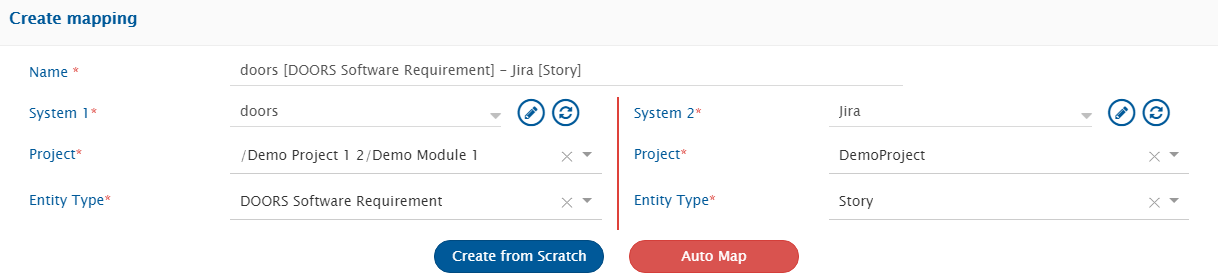 Create mapping
Name * doors [DOORS Software Requirement] - Jira [Story]
System 1* doors System 2* Jira
Project* /Demo Project 1 2/Demo Module 1 Project* DemoProject
Entity Type* DOORS Software Requirement Entity Type* Story
Create from Scratch Auto Map